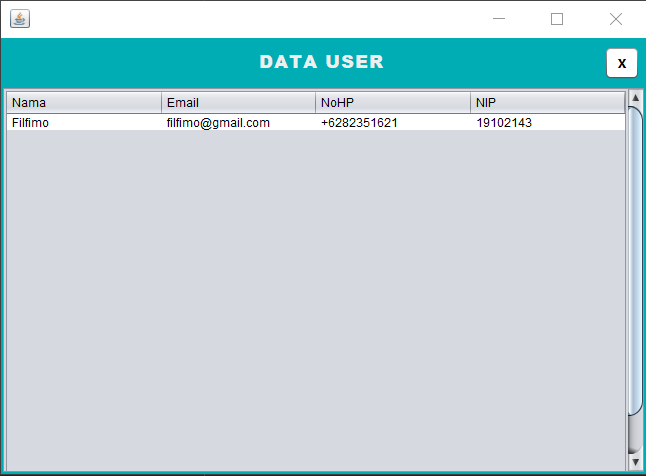 DATA USER
X
Nama Email NoHP NIP
Filfimo filfimo@gmail.com +6282351621 19102143